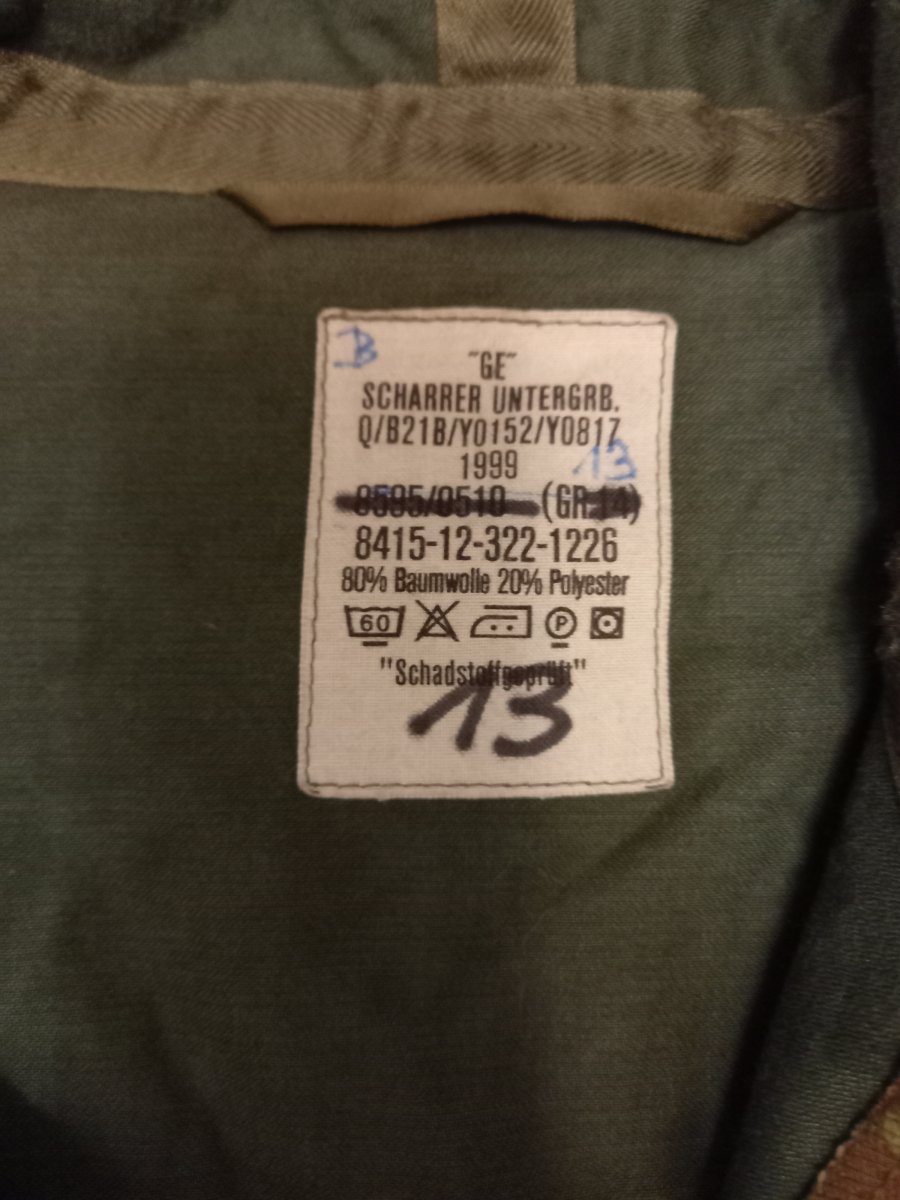 B
"GE"
SCHARRER UNTERGRB.
Q/B21B/Y0152/Y0817
1999
13
8595/0510 (GR.14)
8415-12-322-1226
80% Baumwolle 20% Polyester
60 P
"Schadstoffgeprüft"
13